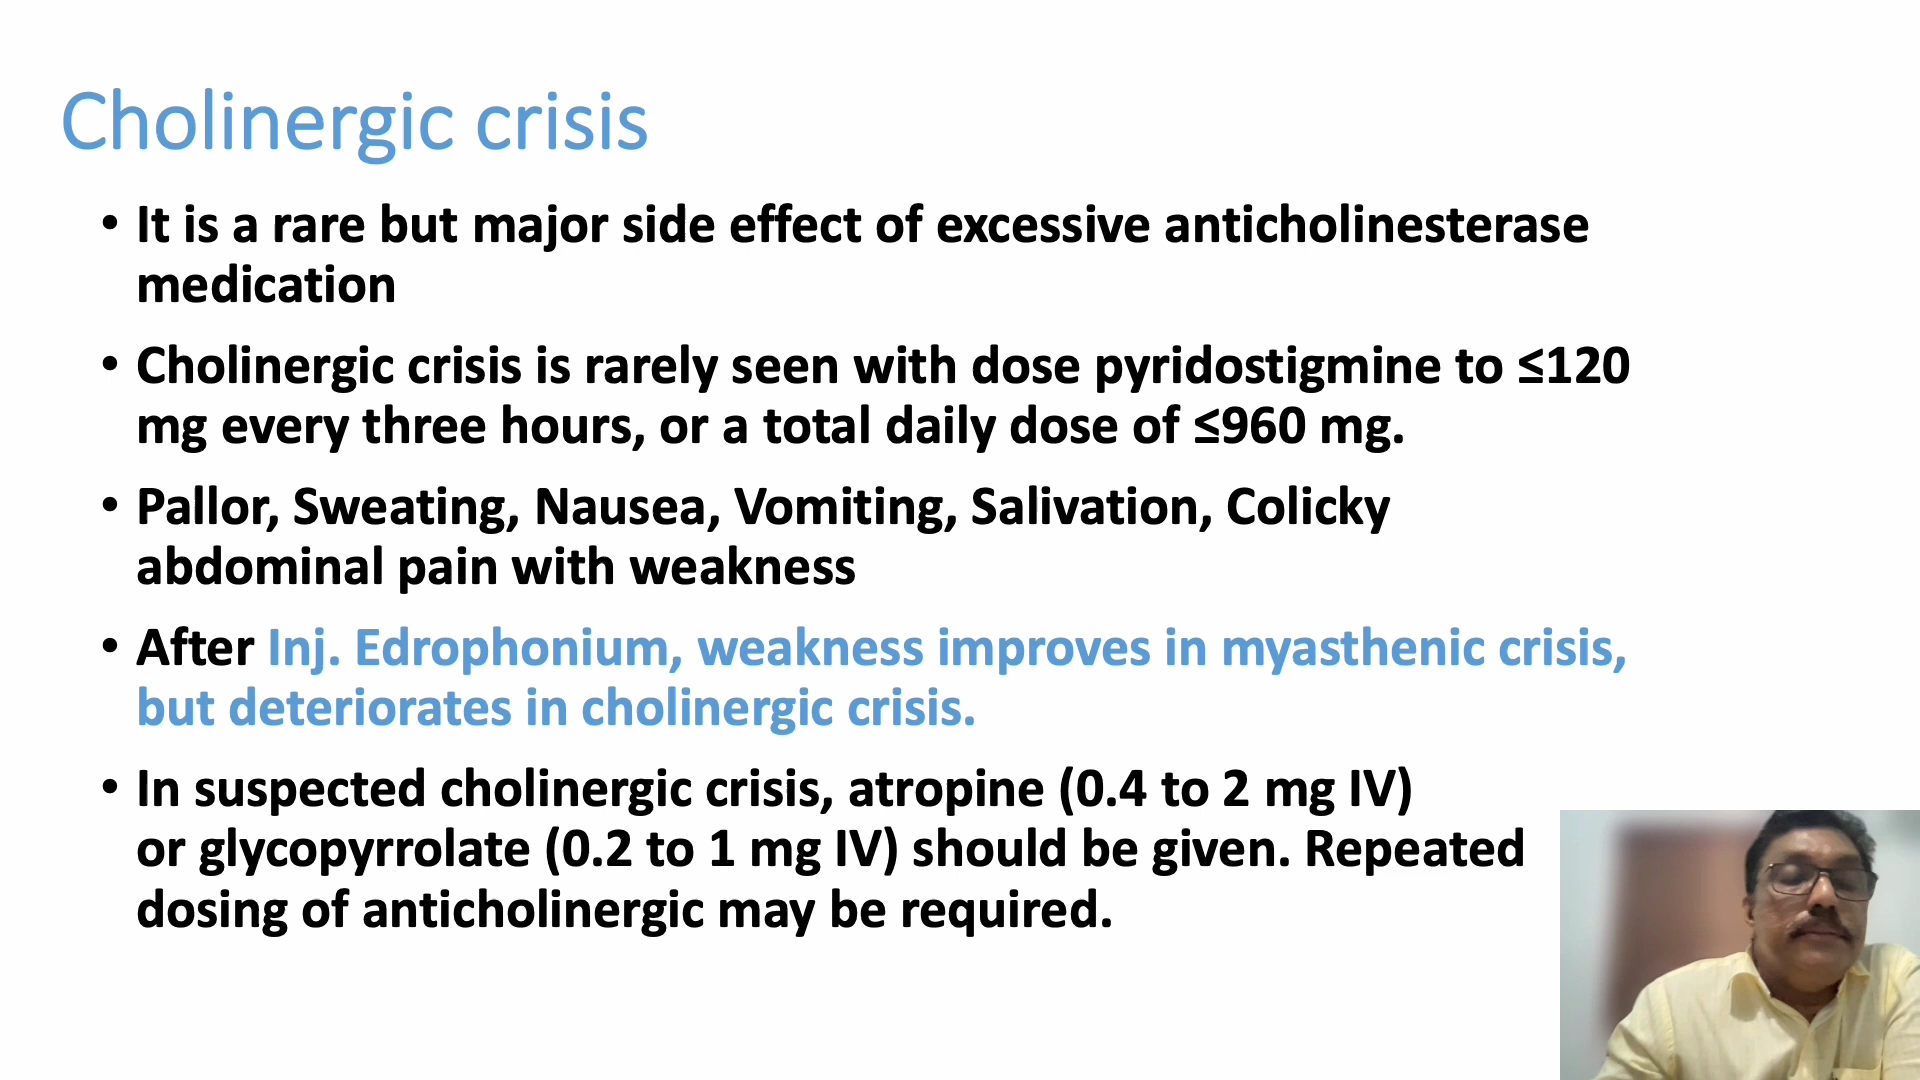 Cholinergic crisis
• It is a rare but major side effect of excessive anticholinesterase
medication
• Cholinergic crisis is rarely seen with dose pyridostigmine to ≤120
mg every three hours, or a total daily dose of ≤960 mg.
• Pallor, Sweating, Nausea, Vomiting, Salivation, Colicky
abdominal pain with weakness
• After Inj. Edrophonium, weakness improves in myasthenic crisis,
but deteriorates in cholinergic crisis.
• In suspected cholinergic crisis, atropine (0.4 to 2 mg IV)
or glycopyrrolate (0.2 to 1 mg IV) should be given. Repeated
dosing of anticholinergic may be required.